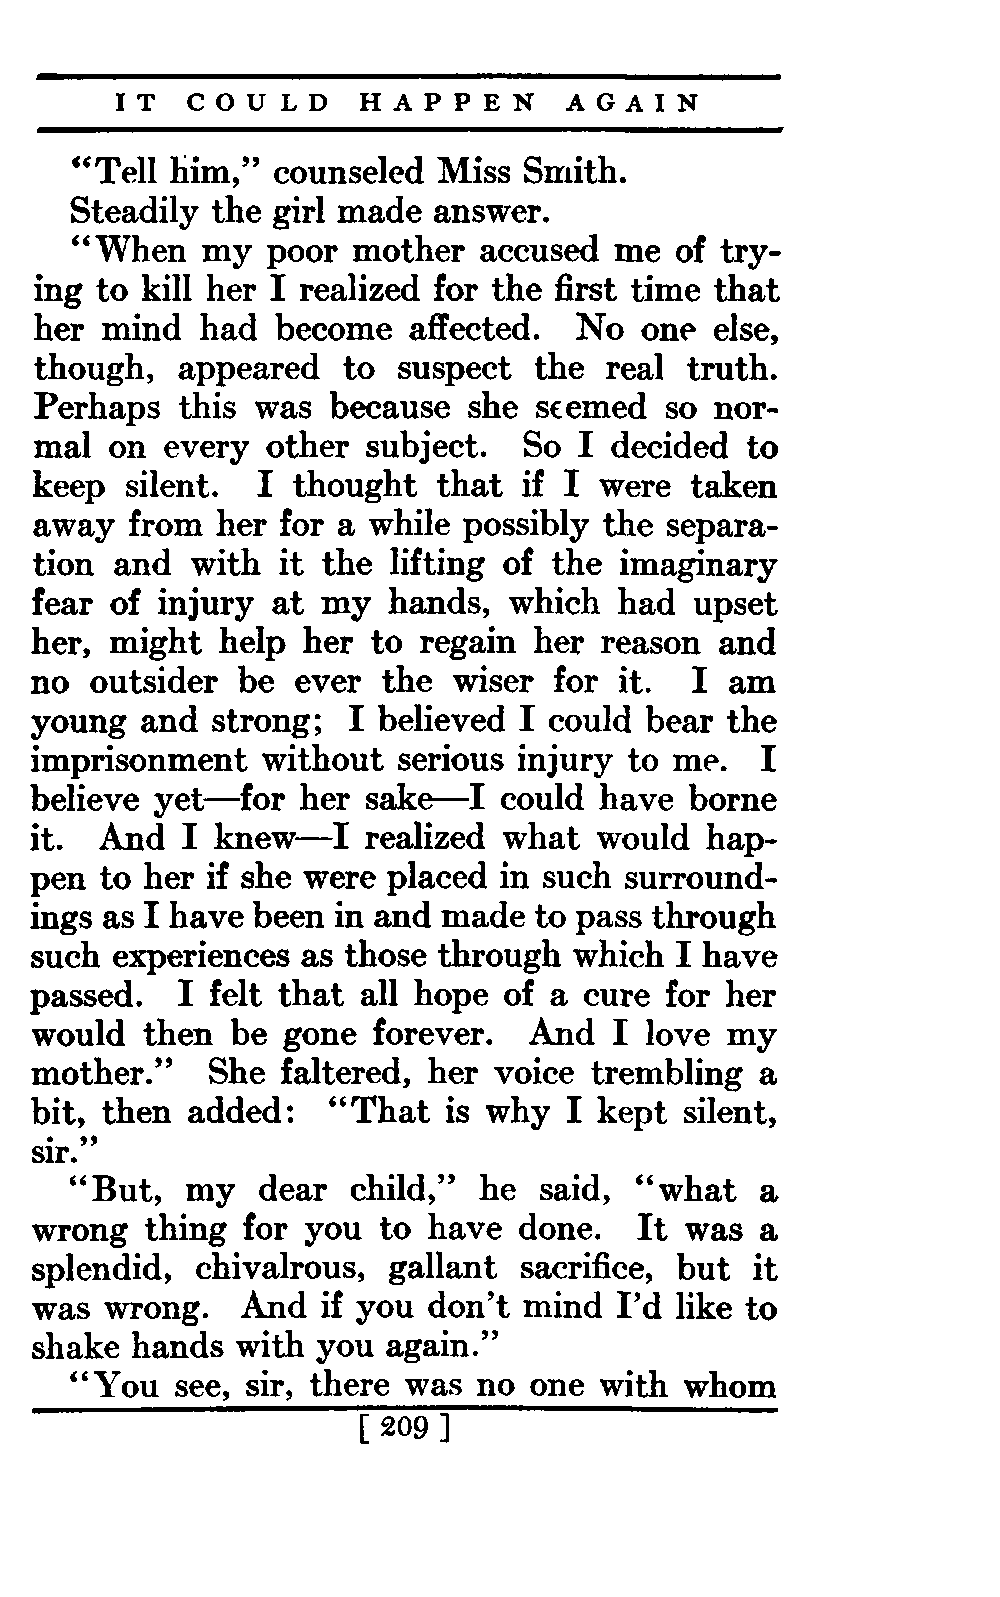 IT COULD HAPPEN AGAIN
“Tell him,” counseled Miss Smith.
Steadily the girl made answer.
“When my poor mother accused me of try-
ing to kill her I realized for the first time that
her mind had become affected. No one else,
though, appeared to suspect the real truth.
Perhaps this was because she seemed so nor-
mal on every other subject. So I decided to
keep silent. I thought that if I were taken
away from her for a while possibly the separa-
tion and with it the lifting of the imaginary
fear of injury at my hands, which had upset
her, might help her to regain her reason and
no outsider be ever the wiser for it. I am
young and strong; I believed I could bear the
imprisonment without serious injury to me. I
believe yet—for her sake—I could have borne
it. And I knew—I realized what would hap-
pen to her if she were placed in such surround-
ings as I have been in and made to pass through
such experiences as those through which I have
passed. I felt that all hope of a cure for her
would then be gone forever. And I love my
mother.” She faltered, her voice trembling a
bit, then added: “That is why I kept silent,
sir.”
“But, my dear child,” he said, “what a
wrong thing for you to have done. It was a
splendid, chivalrous, gallant sacrifice, but it
was wrong. And if you don’t mind I’d like to
shake hands with you again.”
“You see, sir, there was no one with whom
[ 209 ]